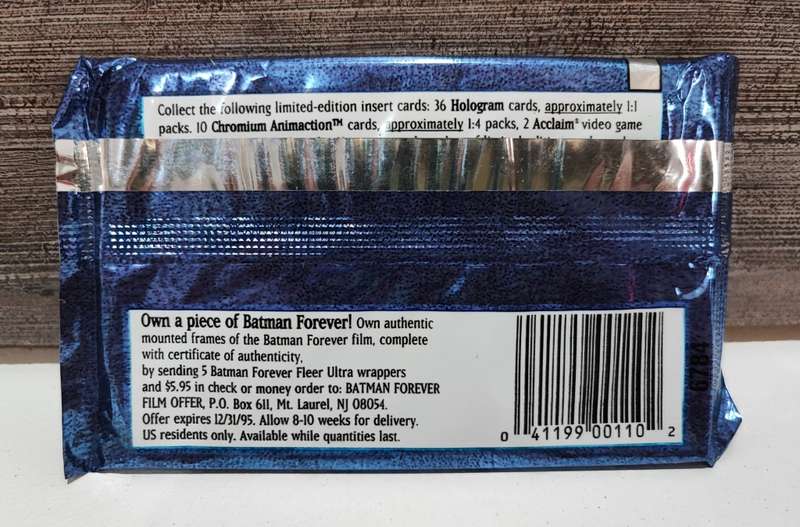 Collect the following limited-edition insert cards: 36 Hologram cards, approximately 1:1
packs. 10 Chromium Animaction™ cards, approximately 1:4 packs, 2 Acclaim® video game
Own a piece of Batman Forever! Own authentic
mounted frames of the Batman Forever film, complete
with certificate of authenticity,
by sending 5 Batman Forever Fleer Ultra wrappers
and $5.95 in check or money order to: BATMAN FOREVER
FILM OFFER, P.O. Box 611, Mt. Laurel, NJ 08054.
Offer expires 12/31/95. Allow 8-10 weeks for delivery.
US residents only. Available while quantities last.
0 41199 00110 2